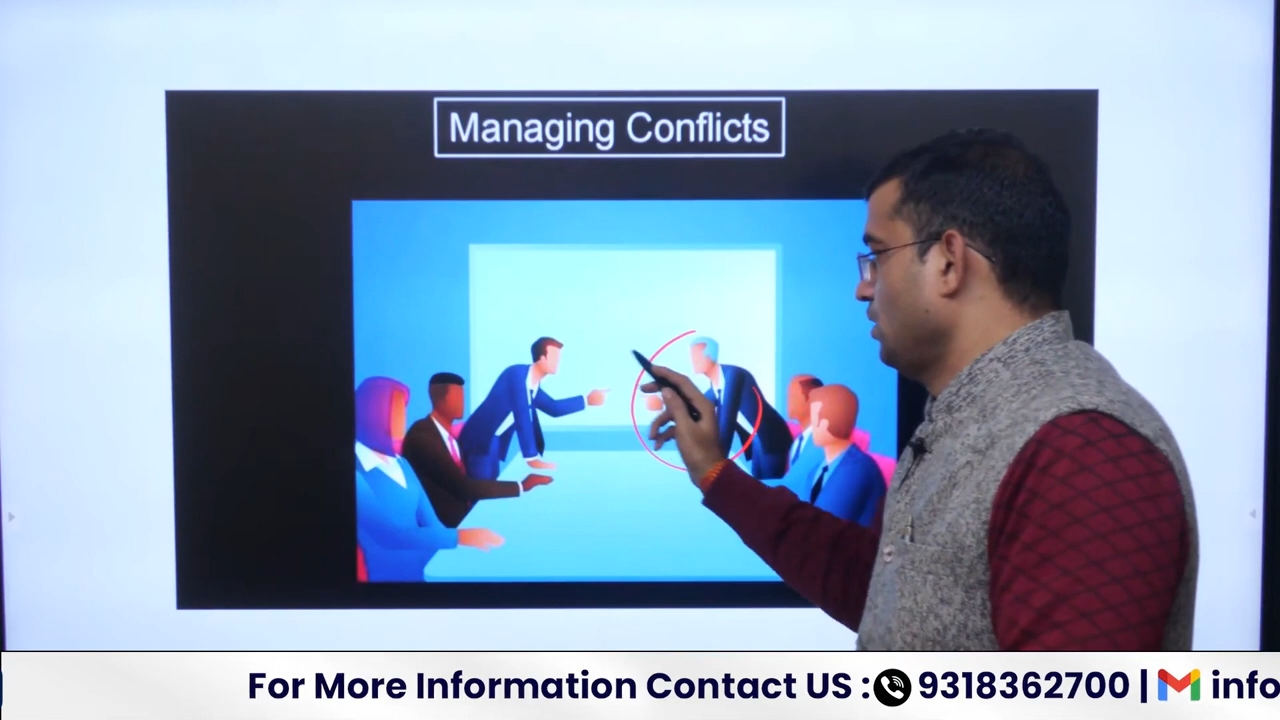 Managing Conflicts
For More Information Contact US : 9318362700 | info